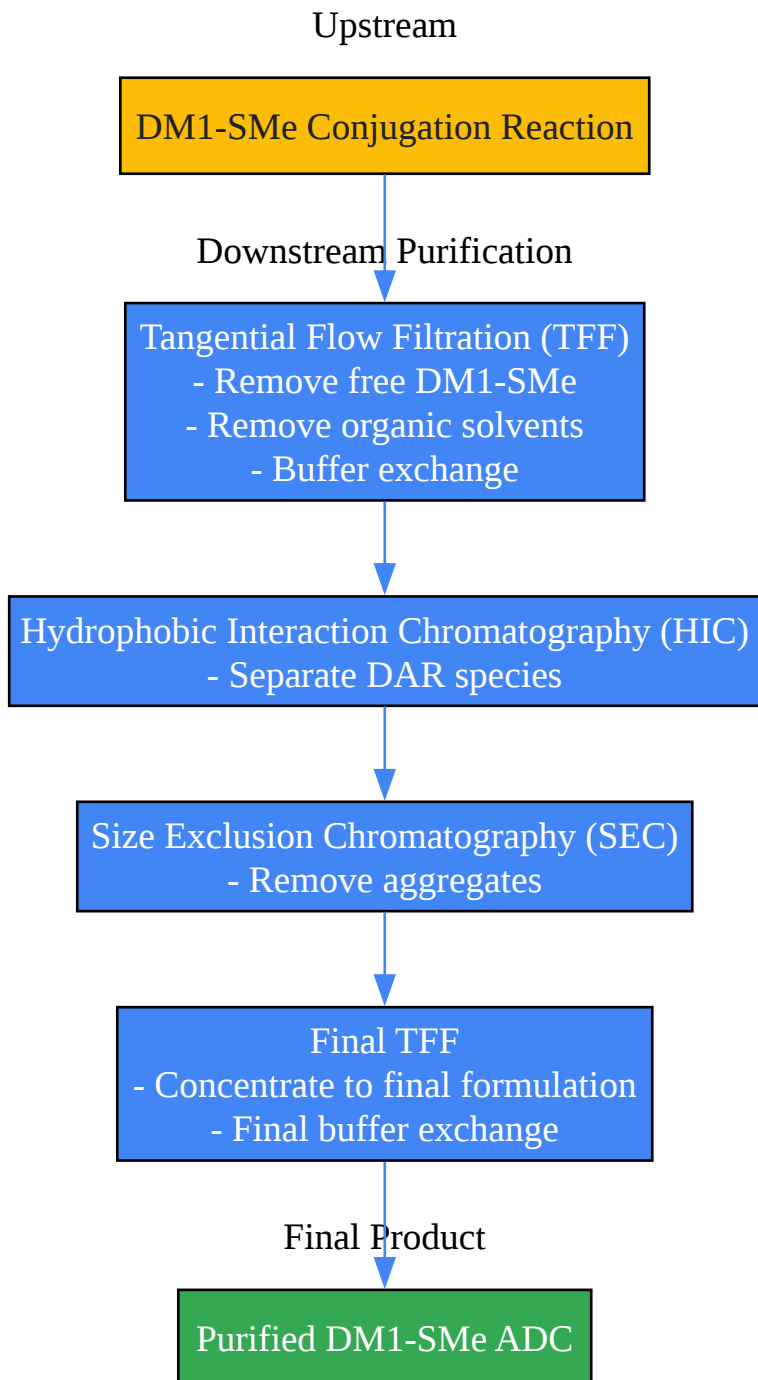 Upstream
DM1-SMe Conjugation Reaction
Downstream Purification
Tangential Flow Filtration (TFF)
- Remove free DM1-SMe
- Remove organic solvents
- Buffer exchange
Hydrophobic Interaction Chromatography (HIC)
- Separate DAR species
Size Exclusion Chromatography (SEC)
- Remove aggregates
Final TFF
- Concentrate to final formulation
- Final buffer exchange
Final Product
Purified DM1-SMe ADC